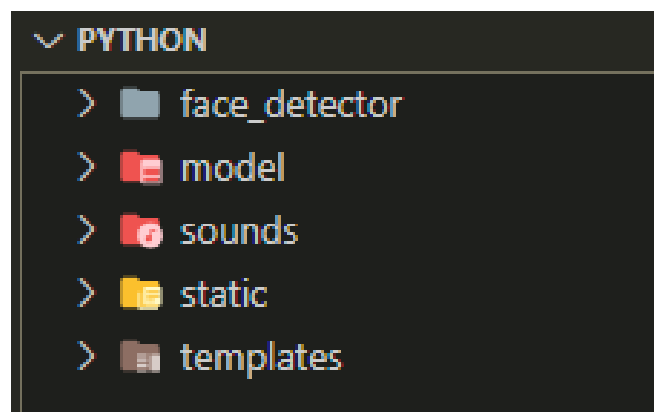 PYTHON
face_detector
model
sounds
static
templates